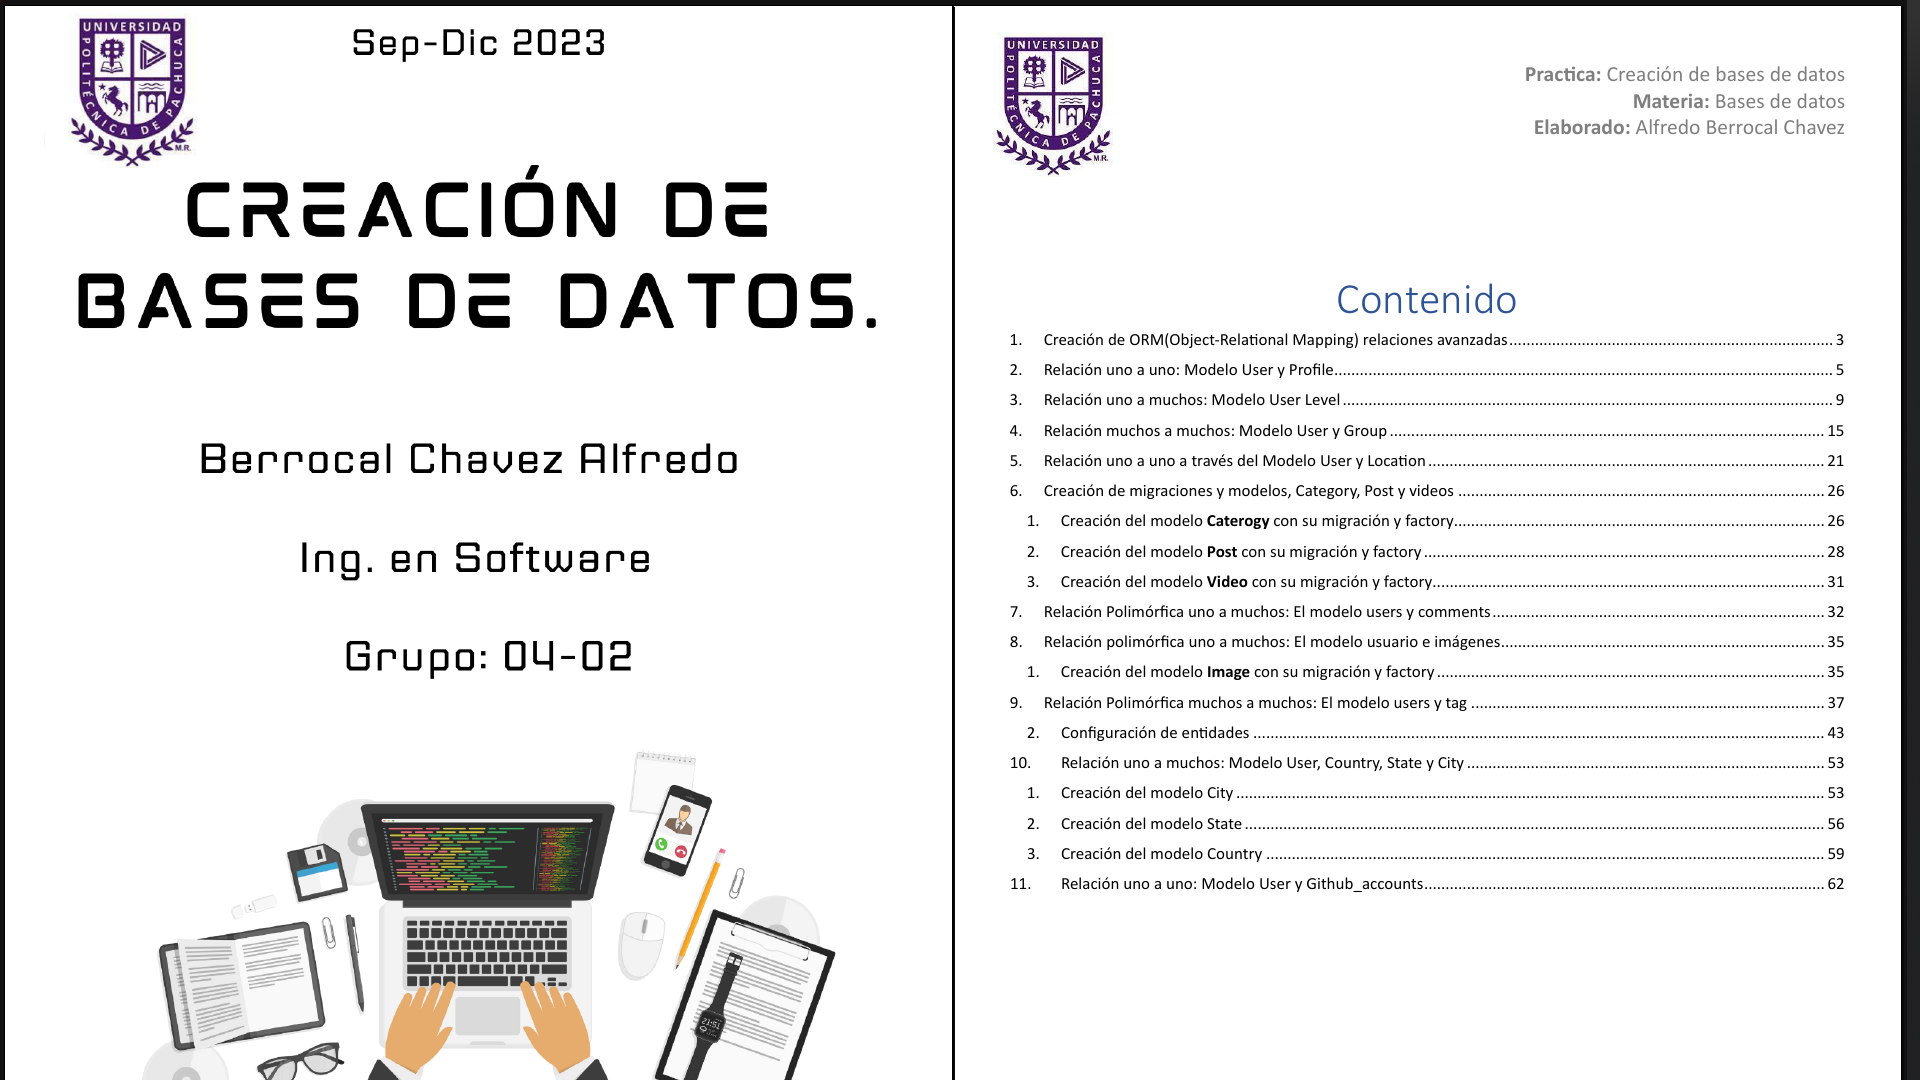 UNIVERSIDAD POLITÉCNICA DE PACHUCA
M.R.
Sep-Dic 2023
CREACIÓN DE
BASES DE DATOS.
Berrocal Chavez Alfredo
Ing. en Software
Grupo: 04-02
UNIVERSIDAD POLITÉCNICA DE PACHUCA
M.R.
Practica: Creación de bases de datos
Materia: Bases de datos
Elaborado: Alfredo Berrocal Chavez
Contenido
1. Creación de ORM(Object-Relational Mapping) relaciones avanzadas 3
2. Relación uno a uno: Modelo User y Profile 5
3. Relación uno a muchos: Modelo User Level 9
4. Relación muchos a muchos: Modelo User y Group 15
5. Relación uno a uno a través del Modelo User y Location 21
6. Creación de migraciones y modelos, Category, Post y videos 26
1. Creación del modelo Caterogy con su migración y factory 26
2. Creación del modelo Post con su migración y factory 28
3. Creación del modelo Video con su migración y factory 31
7. Relación Polimórfica uno a muchos: El modelo users y comments 32
8. Relación polimórfica uno a muchos: El modelo usuario e imágenes 35
1. Creación del modelo Image con su migración y factory 35
9. Relación Polimórfica muchos a muchos: El modelo users y tag 37
2. Configuración de entidades 43
10. Relación uno a muchos: Modelo User, Country, State y City 53
1. Creación del modelo City 53
2. Creación del modelo State 56
3. Creación del modelo Country 59
11. Relación uno a uno: Modelo User y Github_accounts 62